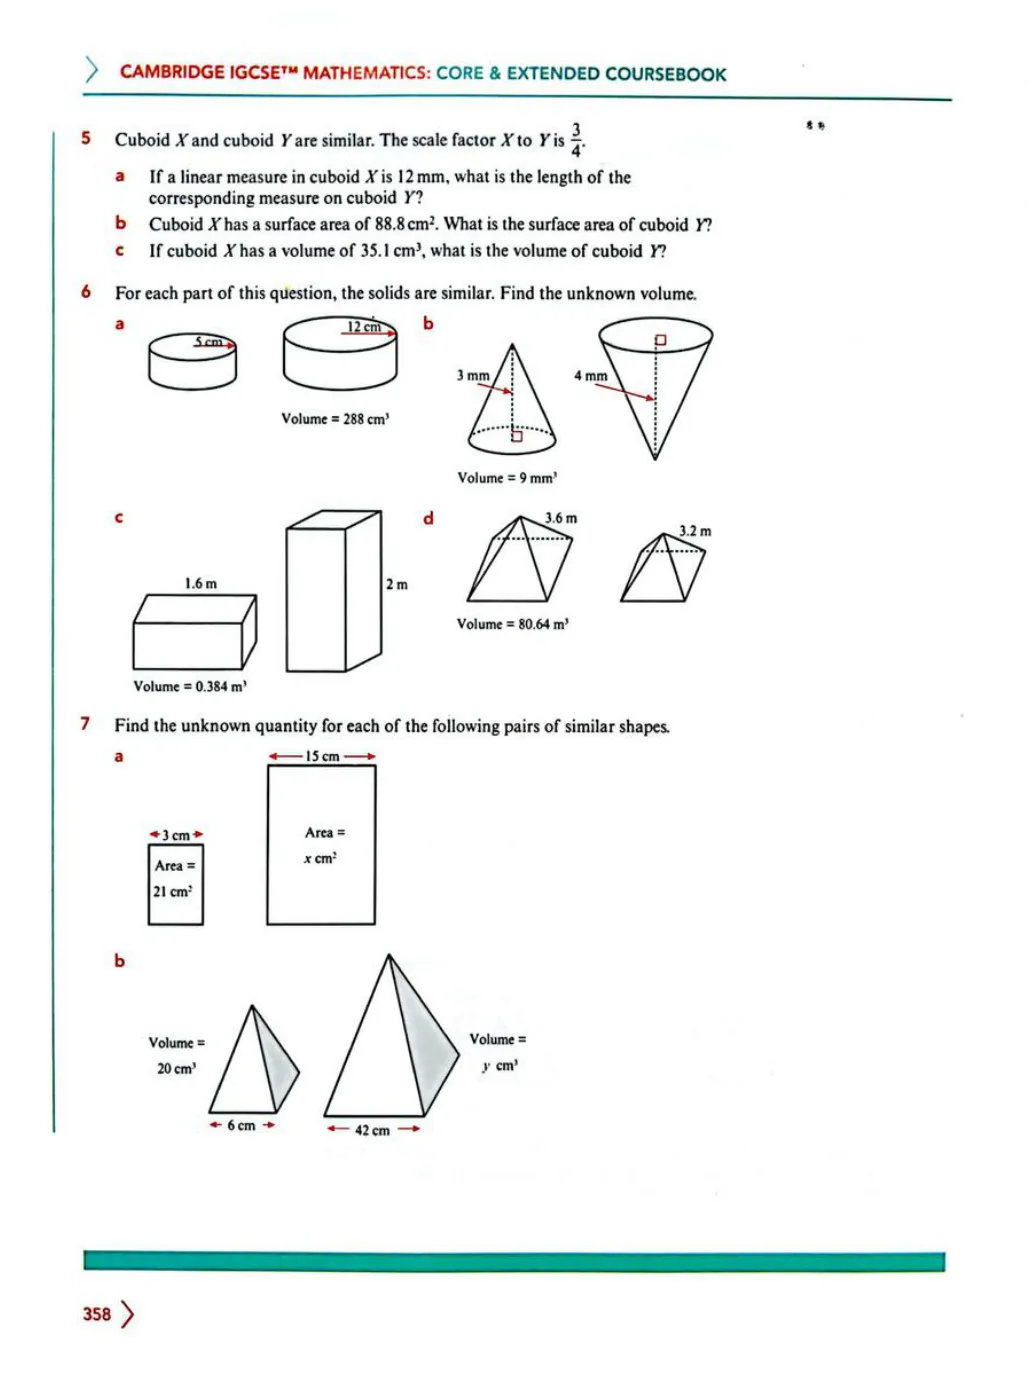 CAMBRIDGE IGCSE™ MATHEMATICS: CORE & EXTENDED COURSEBOOK
5 Cuboid X and cuboid Y are similar. The scale factor X to Y is 3/4.
a If a linear measure in cuboid X is 12 mm, what is the length of the
corresponding measure on cuboid Y?
b Cuboid X has a surface area of 88.8 cm². What is the surface area of cuboid Y?
c If cuboid X has a volume of 35.1 cm³, what is the volume of cuboid Y?
6 For each part of this question, the solids are similar. Find the unknown volume.
a
5 cm
12 cm
Volume = 288 cm³
b
3 mm
4 mm
Volume = 9 mm³
c
1.6 m
2 m
Volume = 0.384 m³
d
3.6 m
3.2 m
Volume = 80.64 m³
7 Find the unknown quantity for each of the following pairs of similar shapes.
a
15 cm
3 cm
Area =
21 cm²
Area =
x cm²
b
Volume =
20 cm³
6 cm
42 cm
Volume =
y cm³
358